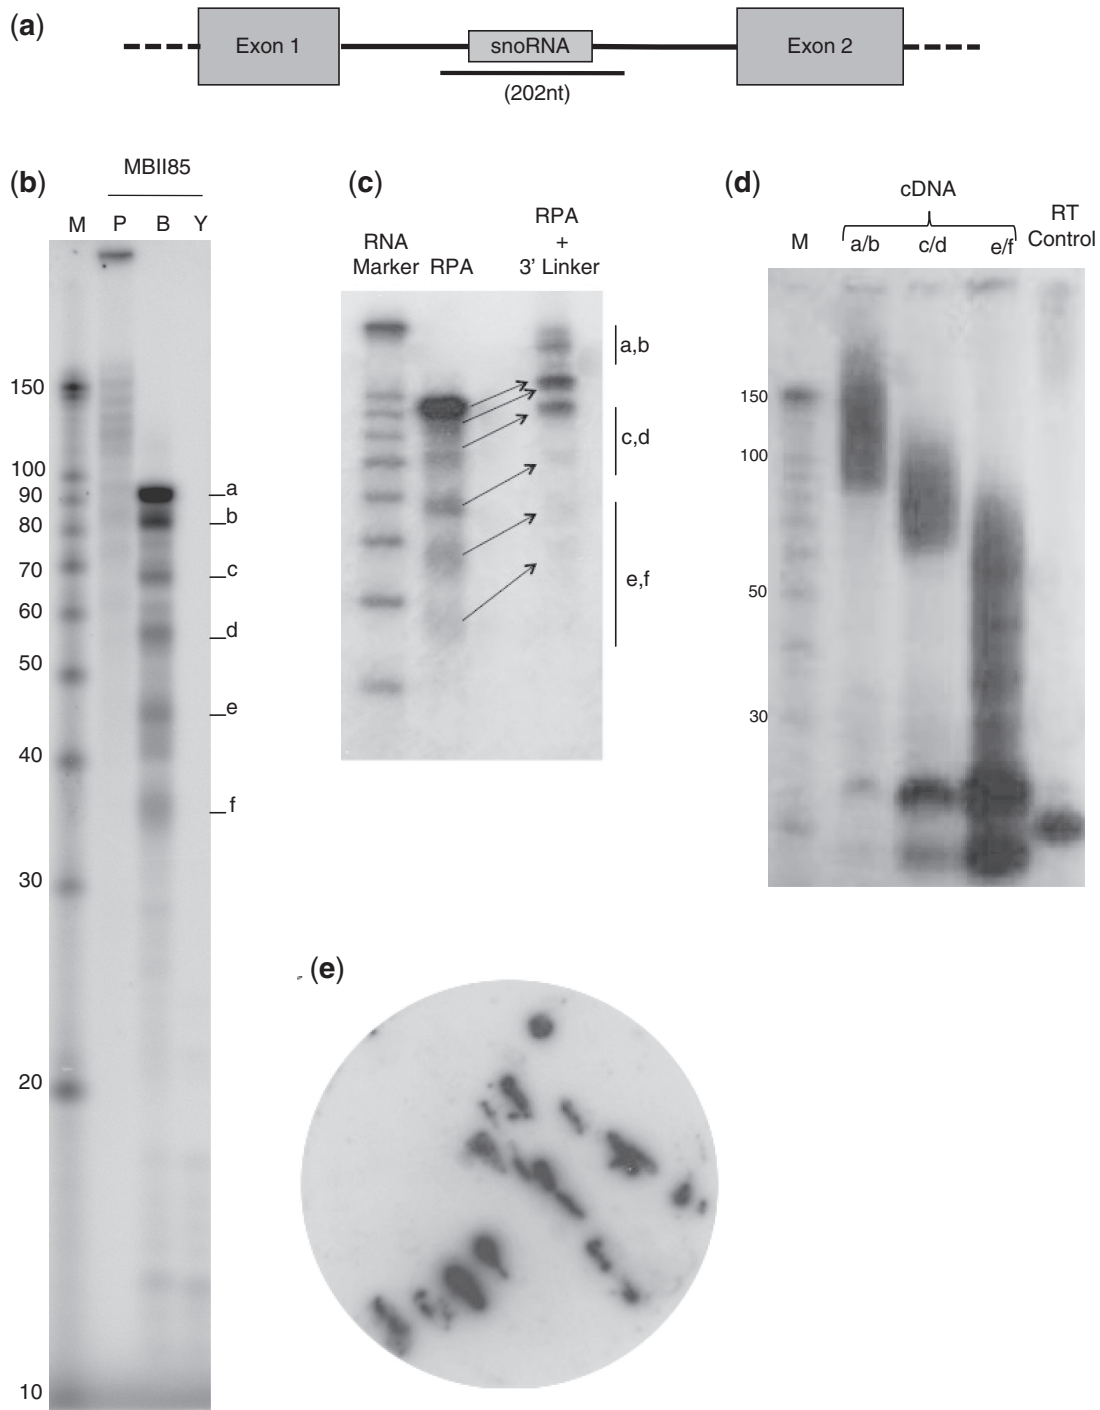 (a)
Exon 1
snoRNA
Exon 2
(202nt)
(b)
MBII85
M P B Y
150
100
90
80
70
60
50
40
30
20
10
a
b
c
d
e
f
(c)
RNA
Marker
RPA
RPA
+
3' Linker
a,b
c,d
e,f
(d)
cDNA
M
a/b
c/d
e/f
RT
Control
150
100
50
30
(e)